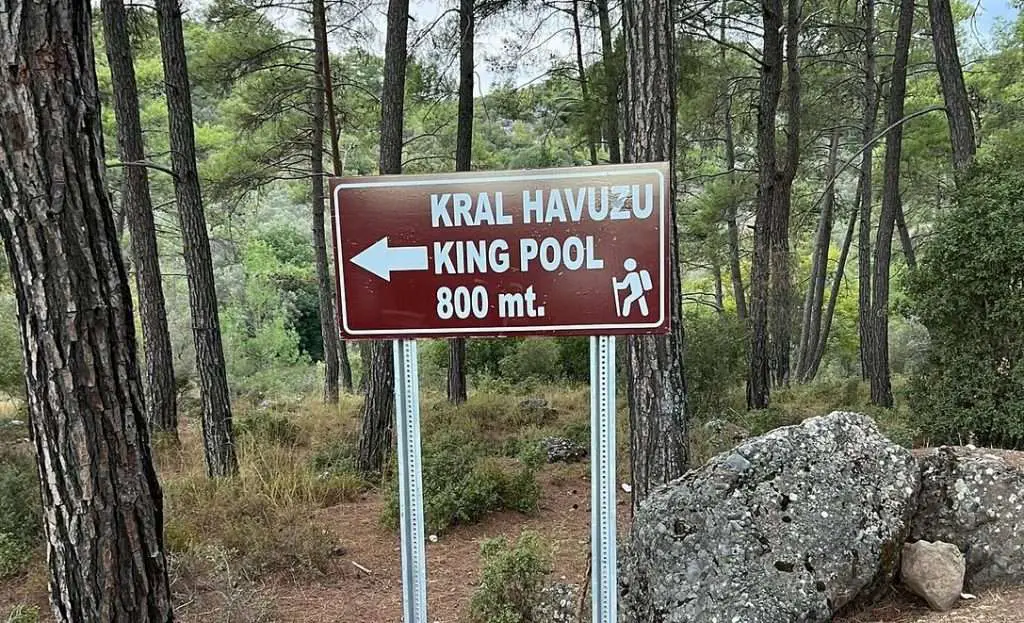 KRAL HAVUZU
KING POOL
800 mt.